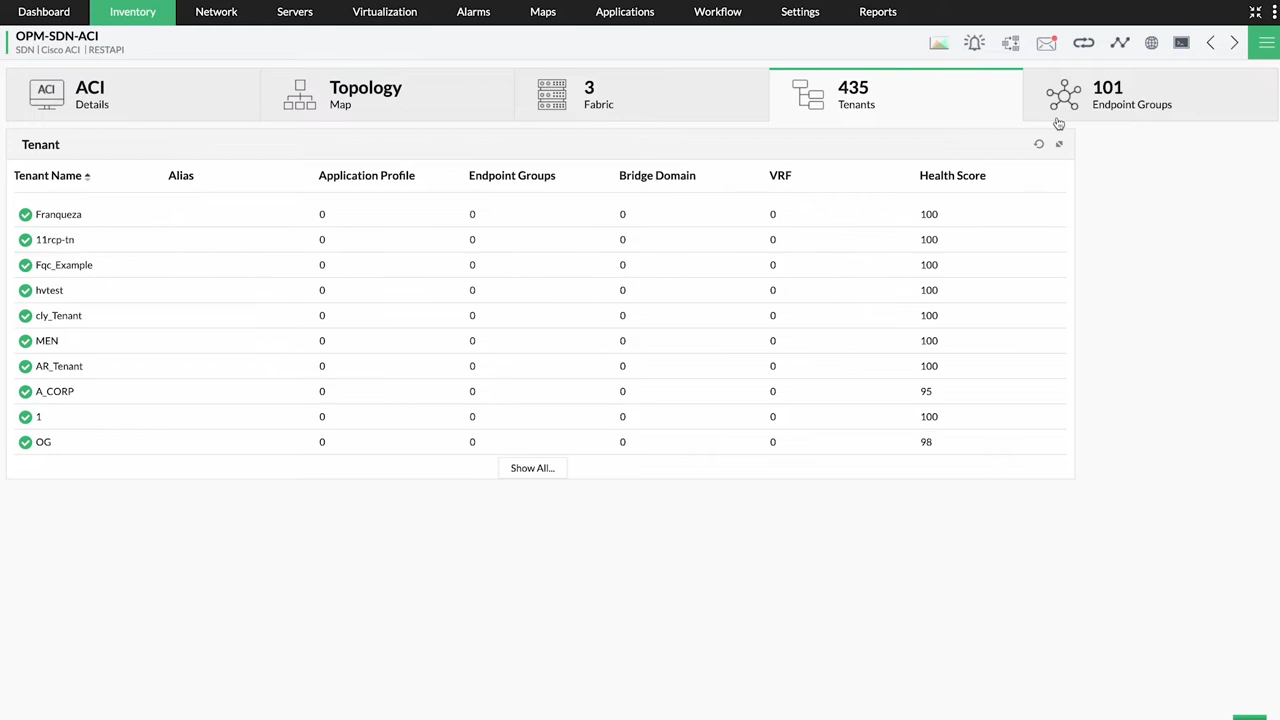 Dashboard Inventory Network Servers Virtualization Alarms Maps Applications Workflow Settings Reports
OPM-SDN-ACI
SDN | Cisco ACI | RESTAPI
ACI
ACI
Details
Topology
Map
3
Fabric
435
Tenants
101
Endpoint Groups
Tenant
Tenant Name Alias Application Profile Endpoint Groups Bridge Domain VRF Health Score
Franqueza 0 0 0 0 100
11rcp-tn 0 0 0 0 100
Fqc_Example 0 0 0 0 100
hvtest 0 0 0 0 100
cly_Tenant 0 0 0 0 100
MEN 0 0 0 0 100
AR_Tenant 0 0 0 0 100
A_CORP 0 0 0 0 95
1 0 0 0 0 100
OG 0 0 0 0 98
Show All...